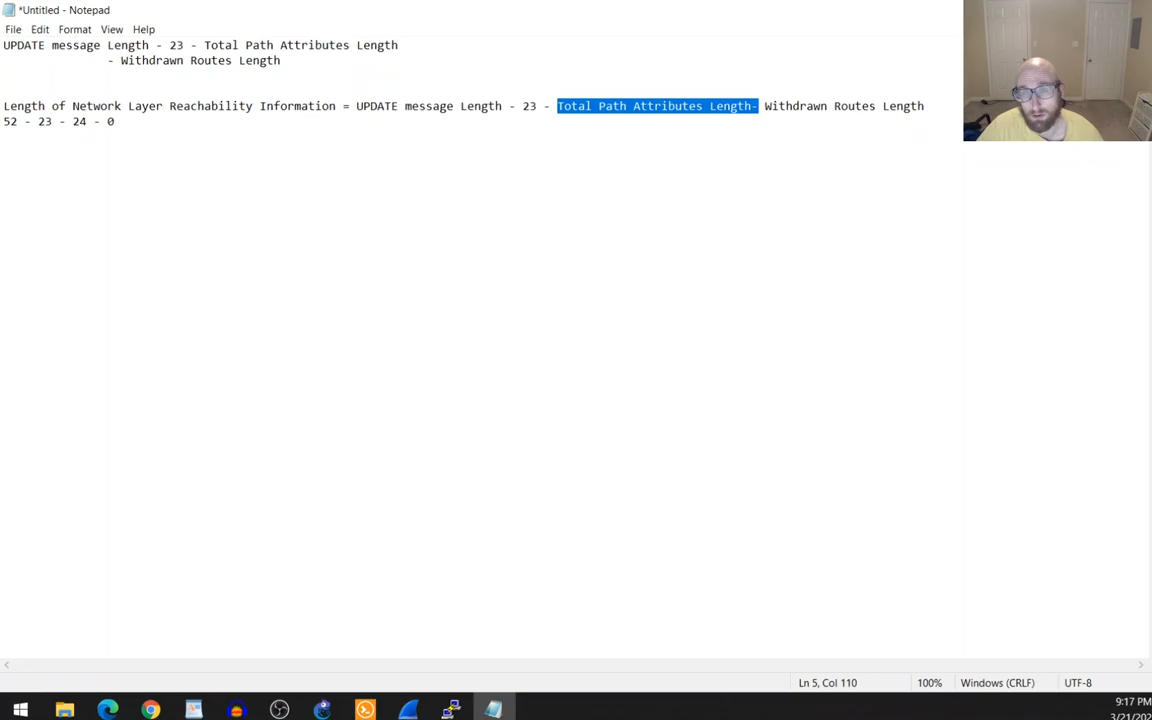 *Untitled - Notepad
File Edit Format View Help
UPDATE message Length - 23 - Total Path Attributes Length
- Withdrawn Routes Length
Length of Network Layer Reachability Information = UPDATE message Length - 23 - Total Path Attributes Length- Withdrawn Routes Length
52 - 23 - 24 - 0
Ln 5, Col 110 100% Windows (CRLF) UTF-8
9:17 PM